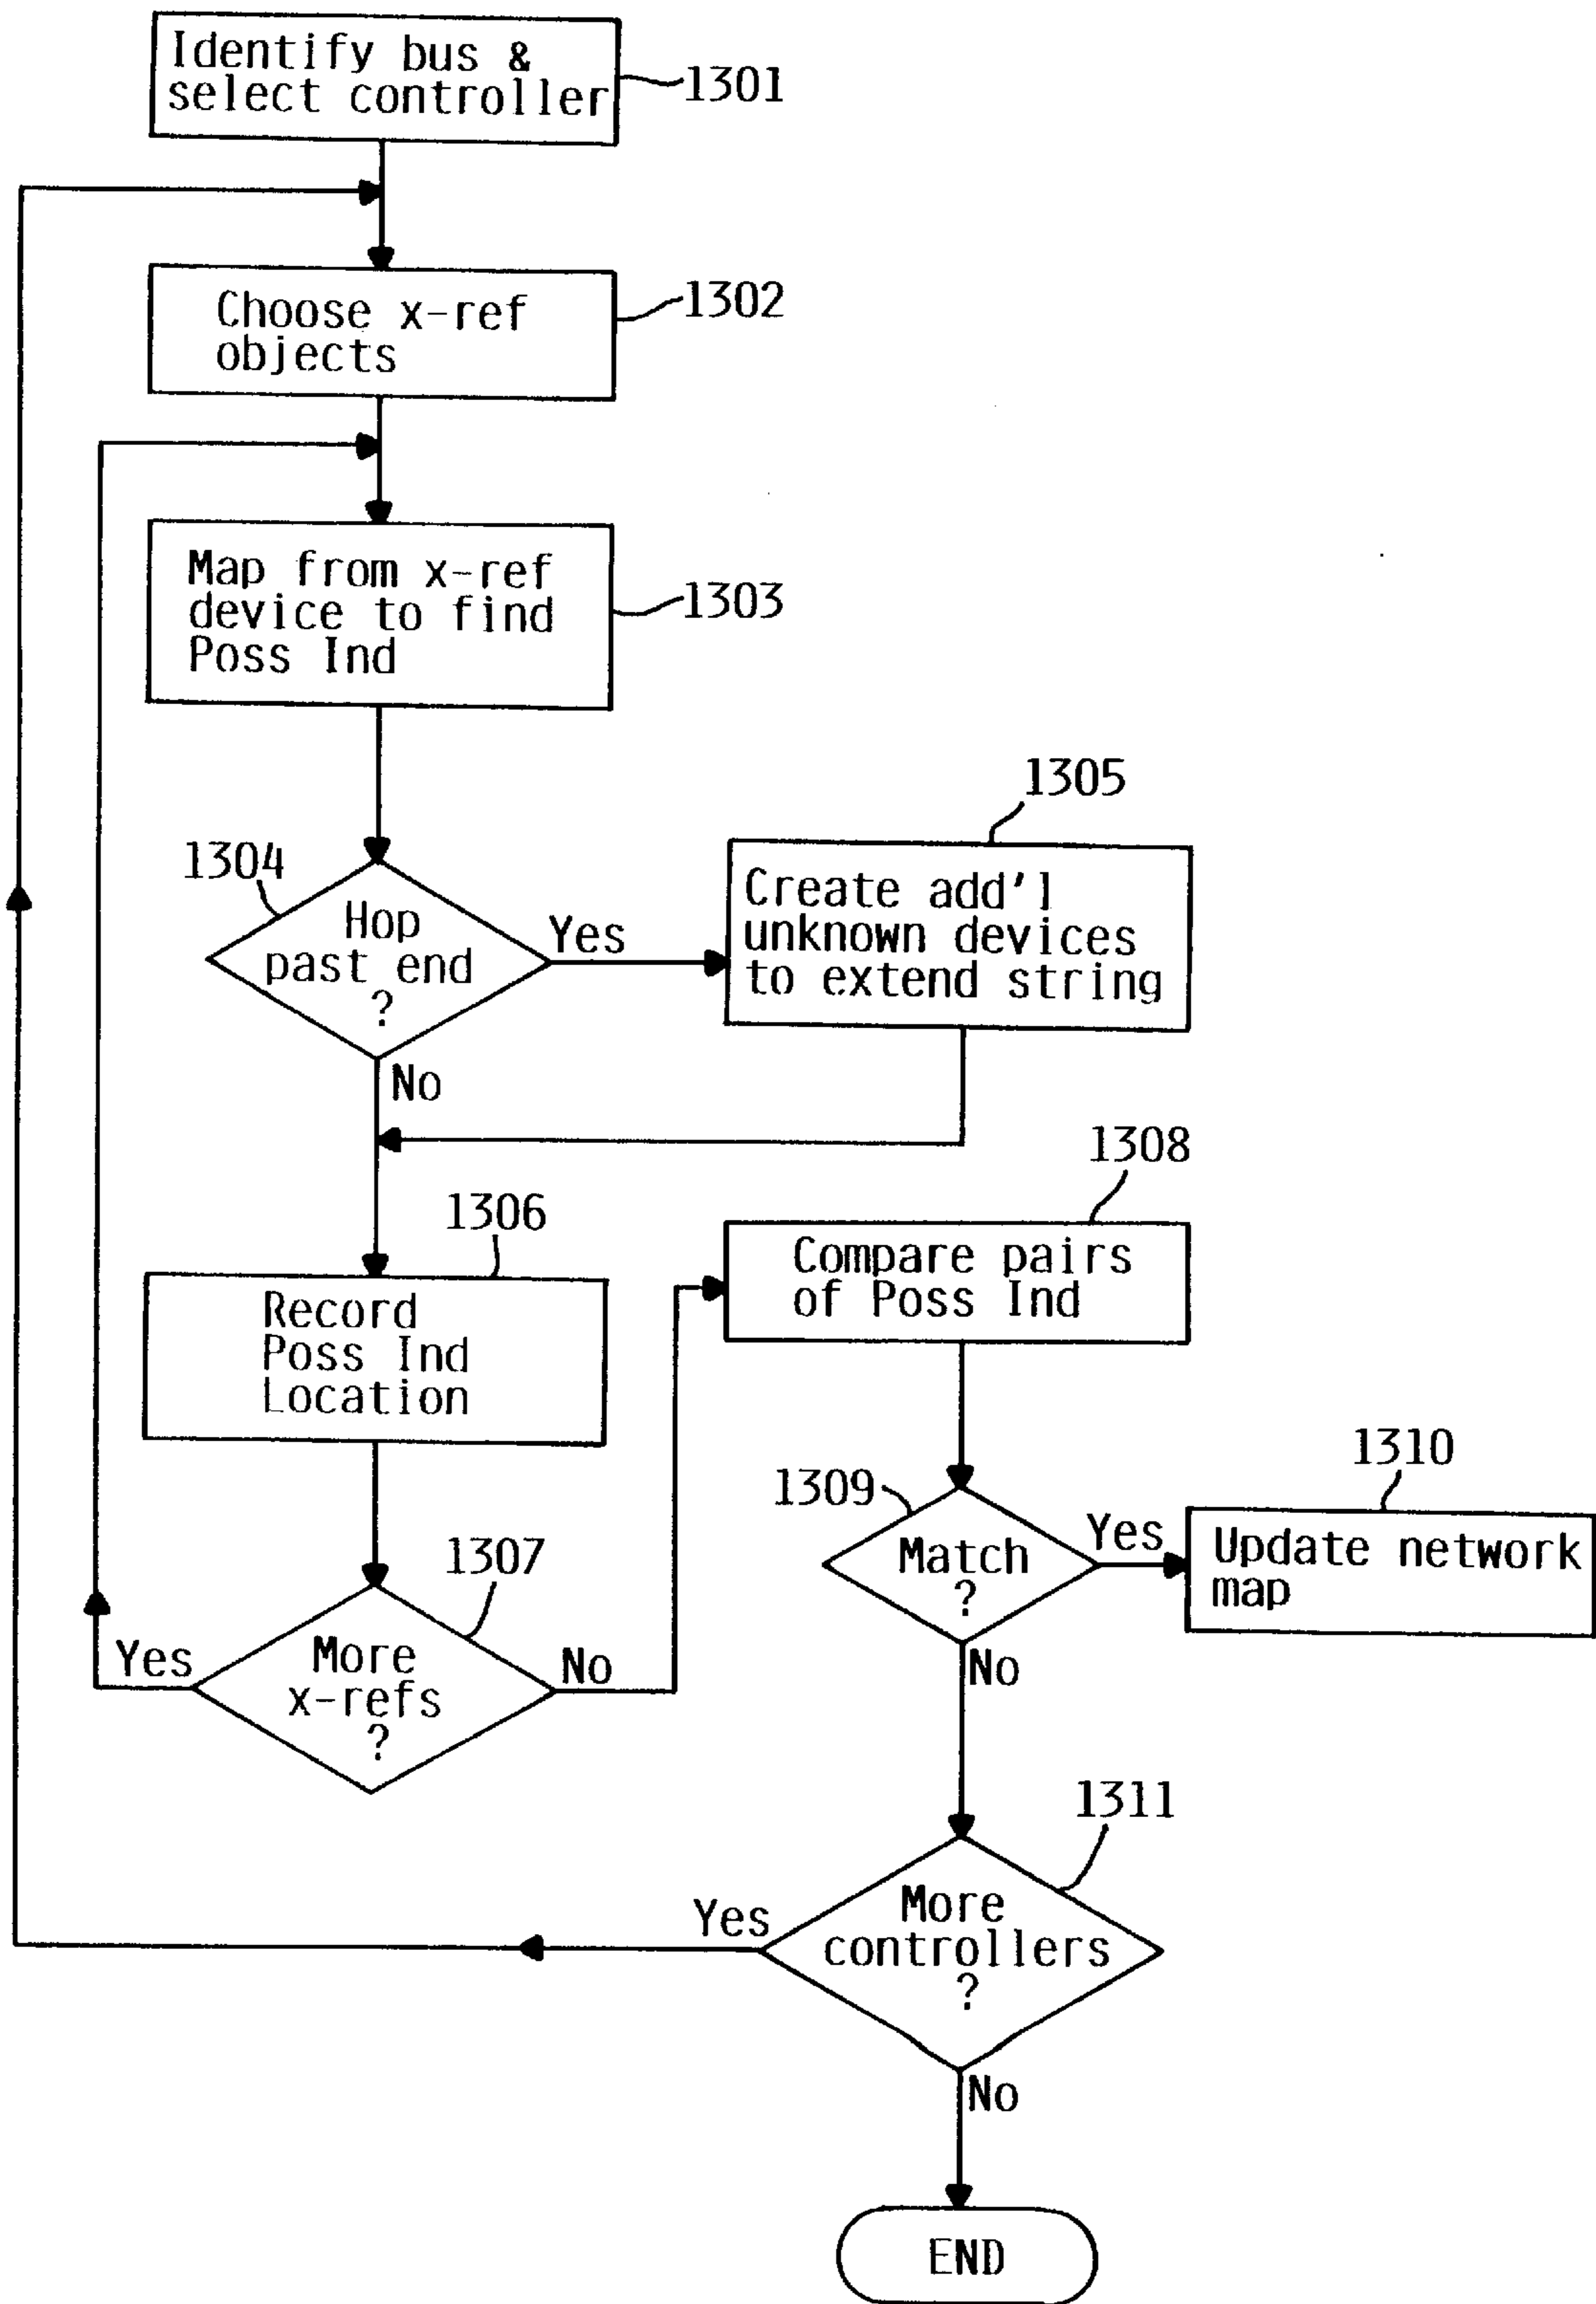 Identify bus &
select controller
1301
Choose x-ref
objects
1302
Map from x-ref
device to find
Poss Ind
1303
1304
Hop
past end
?
Yes
No
1305
Create add'l
unknown devices
to extend string
1306
Record
Poss Ind
Location
1307
More
x-refs
?
Yes
No
1308
Compare pairs
of Poss Ind
1309
Match
?
Yes
No
1310
Update network
map
1311
More
controllers
?
Yes
No
END